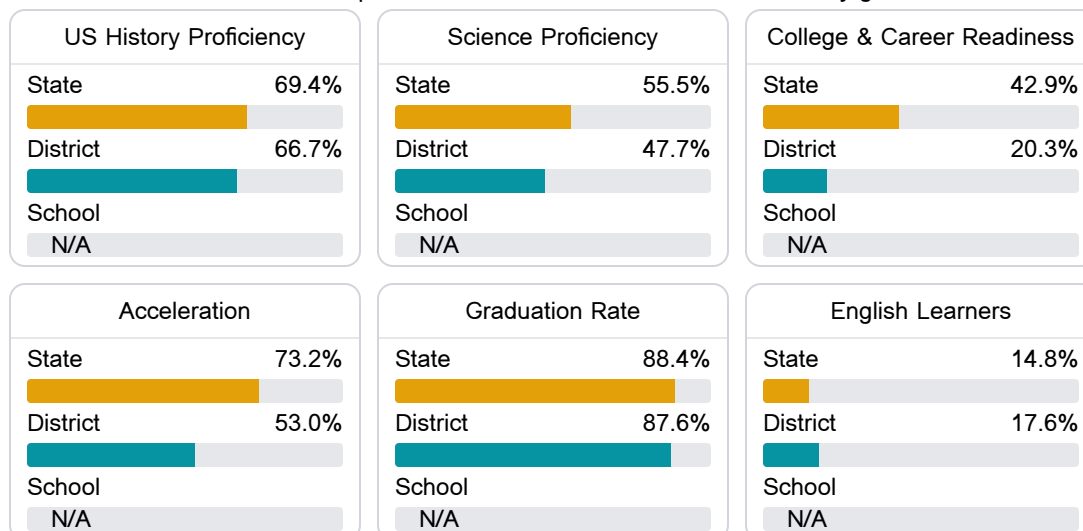 US History Proficiency
State 69.4%
District 66.7%
School
N/A
Science Proficiency
State 55.5%
District 47.7%
School
N/A
College & Career Readiness
State 42.9%
District 20.3%
School
N/A
Acceleration
State 73.2%
District 53.0%
School
N/A
Graduation Rate
State 88.4%
District 87.6%
School
N/A
English Learners
State 14.8%
District 17.6%
School
N/A